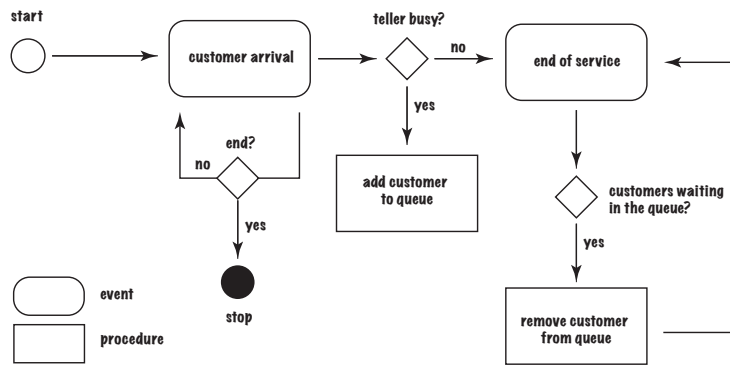 start
customer arrival
teller busy?
no
end of service
yes
end?
no
add customer
to queue
customers waiting
in the queue?
yes
yes
event
stop
procedure
remove customer
from queue